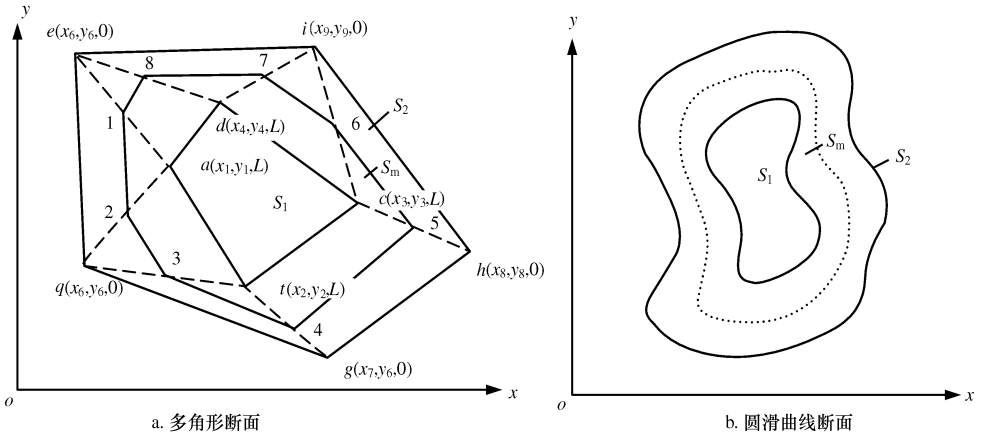 y
e(x₆,y₆,0)
i(x₉,y₉,0)
8
7
1
d(x₄,y₄,L)
6
S₂
a(x₁,y₁,L)
Sₘ
S₁
c(x₃,y₃,L)
2
5
3
h(x₈,y₈,0)
q(x₆,y₆,0)
t(x₂,y₂,L)
4
g(x₇,y₆,0)
o
x
a. 多角形断面
y
Sₘ
S₂
S₁
o
x
b. 圆滑曲线断面